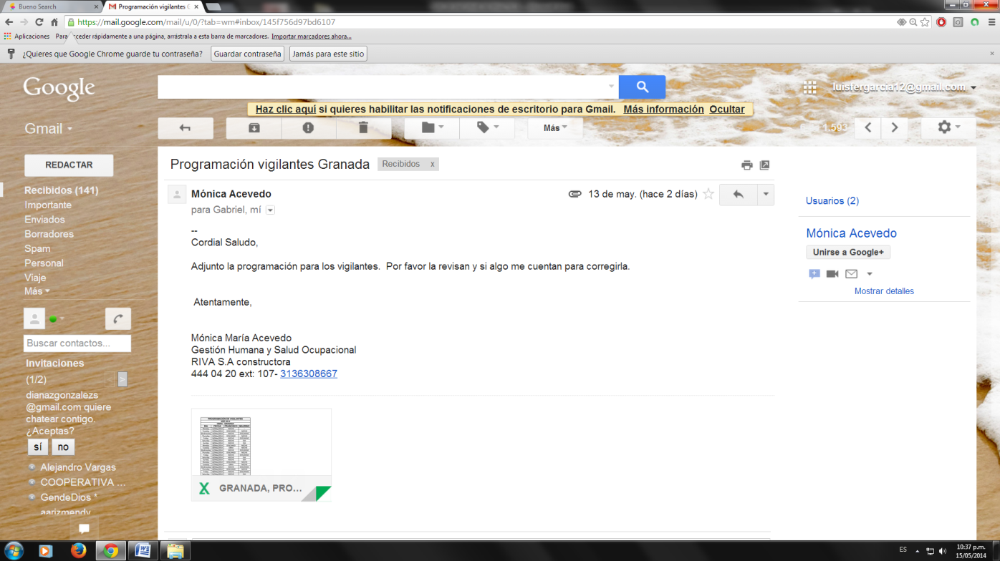 Bueno Search
Programación vigilantes G
https://mail.google.com/mail/u/0/?tab=wm#inbox/145f756d97bd6107
Aplicaciones Para acceder rápidamente a una página, arrástrala a esta barra de marcadores. Importar marcadores ahora...
¿Quieres que Google Chrome guarde tu contraseña? Guardar contraseña Jamás para este sitio
Google
luisfergarcia12@gmail.com
Haz clic aquí si quieres habilitar las notificaciones de escritorio para Gmail. Más información Ocultar
Gmail
Más
1.593
REDACTAR
Recibidos (141)
Importante
Enviados
Borradores
Spam
Personal
Viaje
Más
Buscar contactos...
Invitaciones
(1/2)
dianazgonzalezs
@gmail.com quiere
chatear contigo.
¿Aceptas?
sí no
Alejandro Vargas
COOPERATIVA ...
GendeDios *
aarizmendy
Programación vigilantes Granada Recibidos x
Mónica Acevedo
13 de may. (hace 2 días)
para Gabriel, mí
--
Cordial Saludo,
Adjunto la programación para los vigilantes. Por favor la revisan y si algo me cuentan para corregirla.
Atentamente,
Mónica María Acevedo
Gestión Humana y Salud Ocupacional
RIVA S.A constructora
444 04 20 ext: 107- 3136308667
PROGRAMACION DE VIGILANTES
GRANADA, PRO...
Usuarios (2)
Mónica Acevedo
Unirse a Google+
Mostrar detalles
ES
10:37 p.m.
15/05/2014